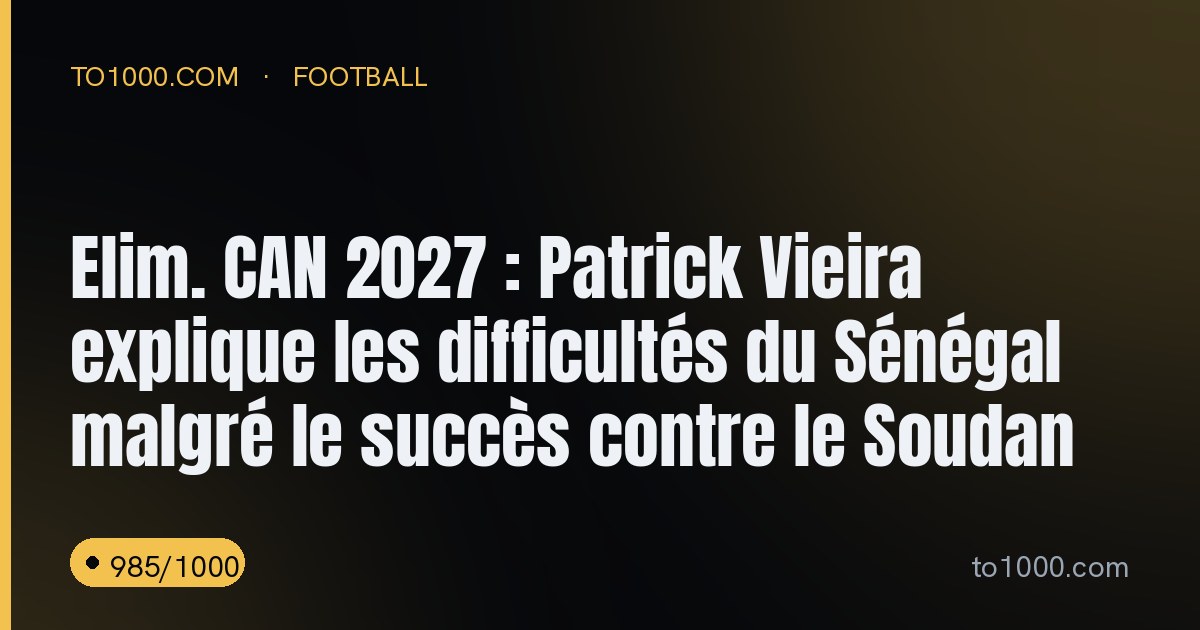 TO1000.COM · FOOTBALL
Elim. CAN 2027 : Patrick Vieira
explique les difficultés du Sénégal
malgré le succès contre le Soudan
985/1000
to1000.com